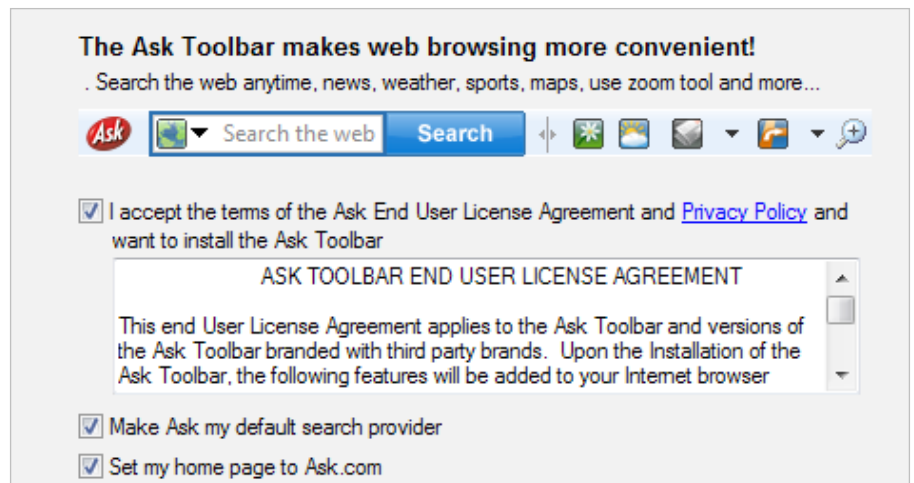 The Ask Toolbar makes web browsing more convenient!
. Search the web anytime, news, weather, sports, maps, use zoom tool and more...
Ask Search the web Search
I accept the terms of the Ask End User License Agreement and Privacy Policy and
want to install the Ask Toolbar
ASK TOOLBAR END USER LICENSE AGREEMENT
This end User License Agreement applies to the Ask Toolbar and versions of
the Ask Toolbar branded with third party brands. Upon the Installation of the
Ask Toolbar, the following features will be added to your Internet browser
Make Ask my default search provider
Set my home page to Ask.com